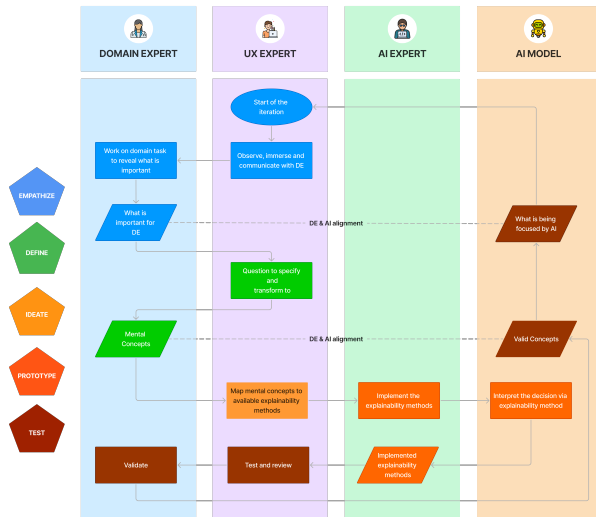 DOMAIN EXPERT
UX EXPERT
AI EXPERT
AI MODEL
Start of the
iteration
Work on domain task
to reveal what is
important
Observe, immerse and
communicate with DE
EMPATHIZE
What is
important for
DE
DE & AI alignment
What is being
focused by AI
DEFINE
Question to specify
and
transform to
IDEATE
Mental
Concepts
DE & AI alignment
Valid Concepts
PROTOTYPE
Map mental concepts to
available explainability
methods
Implement the
explainability methods
Interpret the decision via
explainability method
TEST
Validate
Test and review
Implemented
explainability
methods